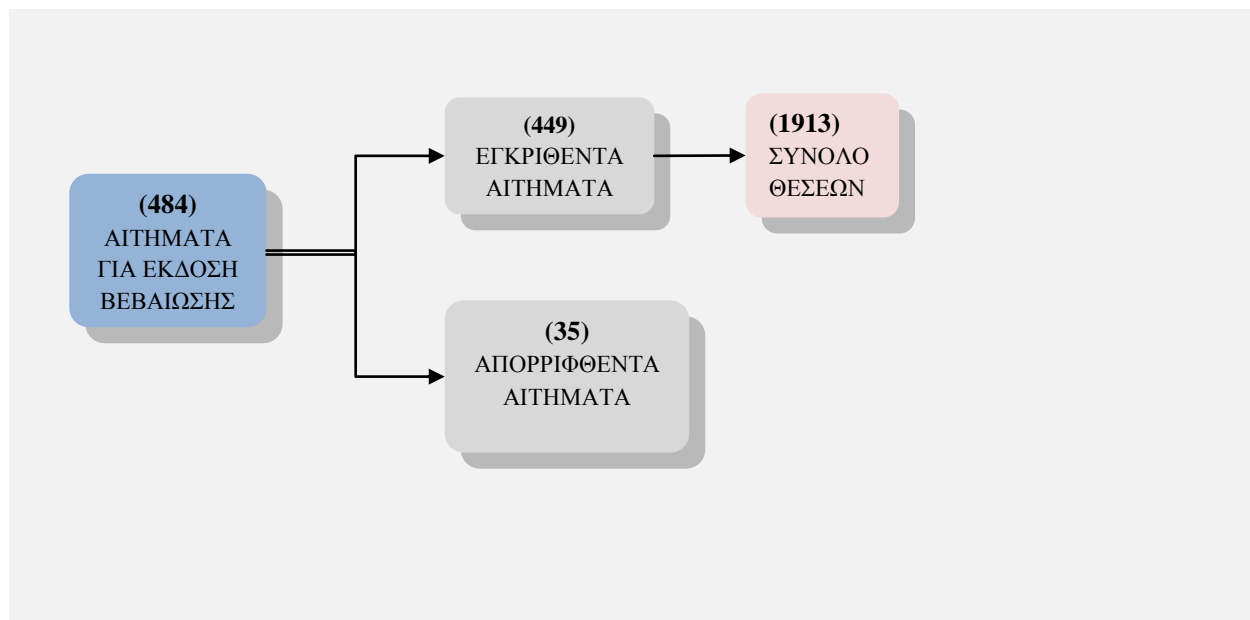 (484)
ΑΙΤΗΜΑΤΑ
ΓΙΑ ΕΚΔΟΣΗ
ΒΕΒΑΙΩΣΗΣ
(449)
ΕΓΚΡΙΘΕΝΤΑ
ΑΙΤΗΜΑΤΑ
(1913)
ΣΥΝΟΛΟ
ΘΕΣΕΩΝ
(35)
ΑΠΟΡΡΙΦΘΕΝΤΑ
ΑΙΤΗΜΑΤΑ